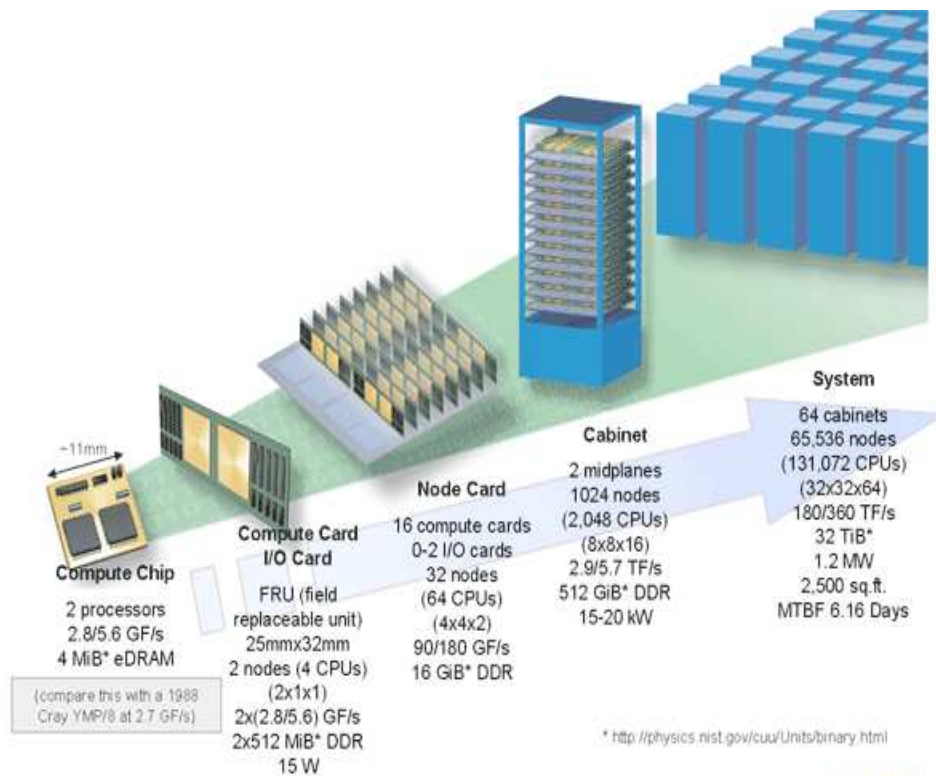 ~11mm
Compute Chip
2 processors
2.8/5.6 GF/s
4 MiB* eDRAM
(compare this with a 1988
Cray YMP/8 at 2.7 GF/s)
Compute Card
I/O Card
FRU (field
replaceable unit)
25mmx32mm
2 nodes (4 CPUs)
(2x1x1)
2x(2.8/5.6) GF/s
2x512 MiB* DDR
15 W
Node Card
16 compute cards
0-2 I/O cards
32 nodes
(64 CPUs)
(4x4x2)
90/180 GF/s
16 GiB* DDR
Cabinet
2 midplanes
1024 nodes
(2,048 CPUs)
(8x8x16)
2.9/5.7 TF/s
512 GiB* DDR
15-20 kW
System
64 cabinets
65,536 nodes
(131,072 CPUs)
(32x32x64)
180/360 TF/s
32 TiB*
1.2 MW
2,500 sq.ft.
MTBF 6.16 Days
* http://physics.nist.gov/cuu/Units/binary.html